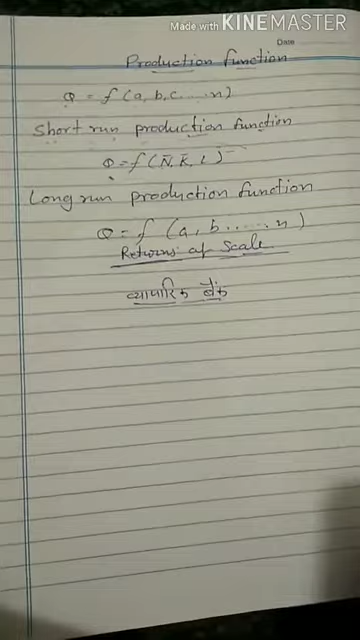 Made with KINEMASTER
Date
Production function
Q = f (a, b, c.....n)
Short run production function
Q = f (N, K, L)
Long run production function
Q = f (a, b......n)
Returns of Scale
व्यापारिक बैंक